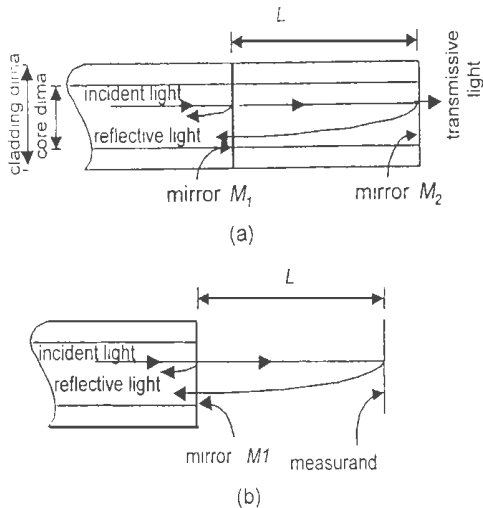 L
cladding dima
core dima
incident light
reflective light
transmissive light
mirror M₁
mirror M₂
(a)
L
incident light
reflective light
mirror M1
measurand
(b)